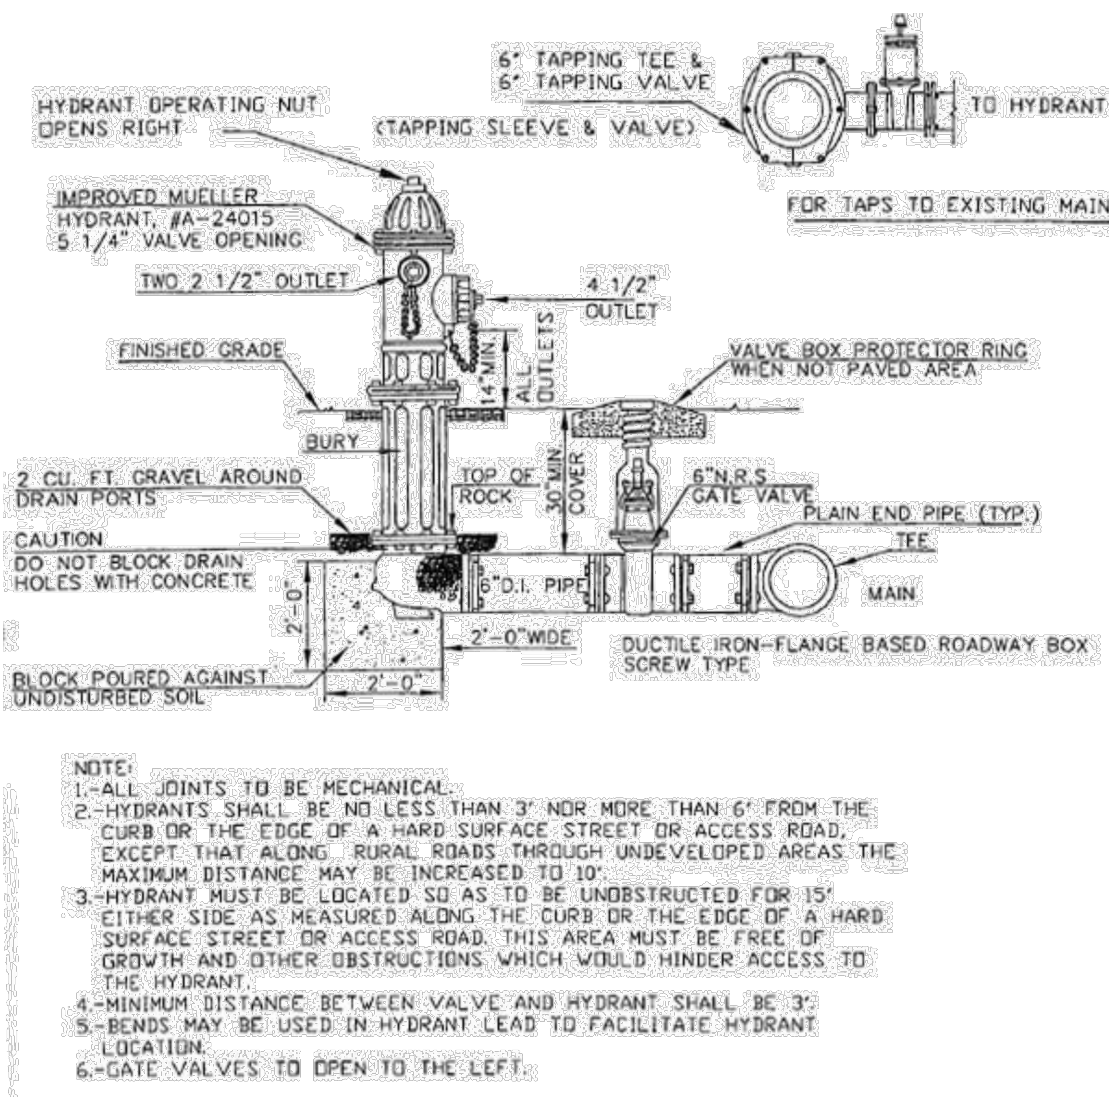 6" TAPPING TEE &
6" TAPPING VALVE
(TAPPING SLEEVE & VALVE)
TO HYDRANT
FOR TAPS TO EXISTING MAIN
HYDRANT OPERATING NUT
OPENS RIGHT
IMPROVED MUELLER
HYDRANT, #A-24015
5 1/4" VALVE OPENING
TWO 2 1/2" OUTLET
4 1/2"
OUTLET
14"MIN.
ALL
OUTLETS
FINISHED GRADE
VALVE BOX PROTECTOR RING
WHEN NOT PAVED AREA
BURY
30"MIN.
COVER
2 CU. FT. GRAVEL AROUND
DRAIN PORTS
TOP OF
ROCK
6"N.R.S
GATE VALVE
PLAIN END PIPE (TYP.)
TEE
CAUTION
DO NOT BLOCK DRAIN
HOLES WITH CONCRETE
6"D.I. PIPE
MAIN
2'-0"
2'-0"WIDE
2'-0"
DUCTILE IRON-FLANGE BASED ROADWAY BOX
SCREW TYPE
BLOCK POURED AGAINST
UNDISTURBED SOIL
NOTE:
1.-ALL JOINTS TO BE MECHANICAL.
2.-HYDRANTS SHALL BE NO LESS THAN 3' NOR MORE THAN 6' FROM THE
CURB OR THE EDGE OF A HARD SURFACE STREET OR ACCESS ROAD,
EXCEPT THAT ALONG RURAL ROADS THROUGH UNDEVELOPED AREAS THE
MAXIMUM DISTANCE MAY BE INCREASED TO 10'.
3.-HYDRANT MUST BE LOCATED SO AS TO BE UNOBSTRUCTED FOR 15'
EITHER SIDE AS MEASURED ALONG THE CURB OR THE EDGE OF A HARD
SURFACE STREET OR ACCESS ROAD. THIS AREA MUST BE FREE OF
GROWTH AND OTHER OBSTRUCTIONS WHICH WOULD HINDER ACCESS TO
THE HYDRANT.
4.-MINIMUM DISTANCE BETWEEN VALVE AND HYDRANT SHALL BE 3'.
5.-BENDS MAY BE USED IN HYDRANT LEAD TO FACILITATE HYDRANT
LOCATION.
6.-GATE VALVES TO OPEN TO THE LEFT.